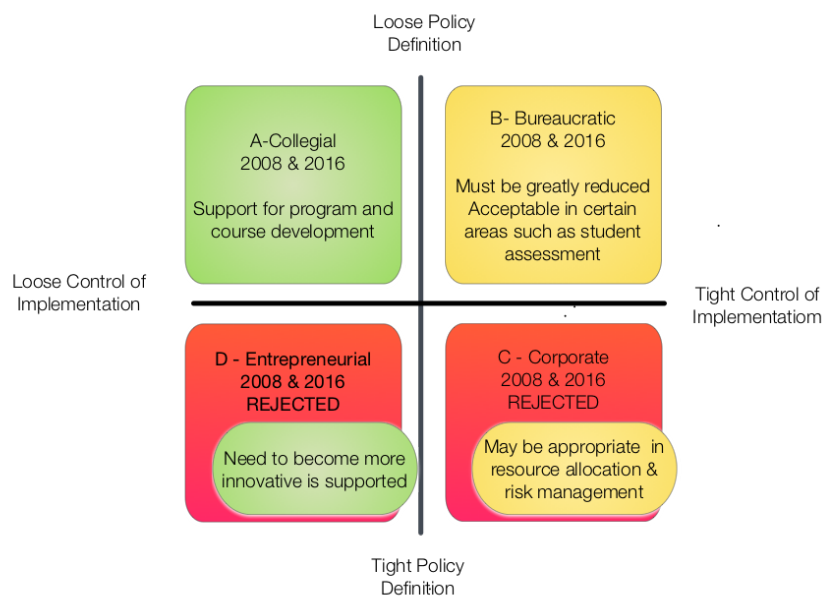 Loose Policy
Definition
A-Collegial
2008 & 2016
Support for program and
course development
B- Bureaucratic
2008 & 2016
Must be greatly reduced
Acceptable in certain
areas such as student
assessment
Loose Control of
Implementation
Tight Control of
Implementatiom
D - Entrepreneurial
2008 & 2016
REJECTED
Need to become more
innovative is supported
C - Corporate
2008 & 2016
REJECTED
May be appropriate in
resource allocation &
risk management
Tight Policy
Definition